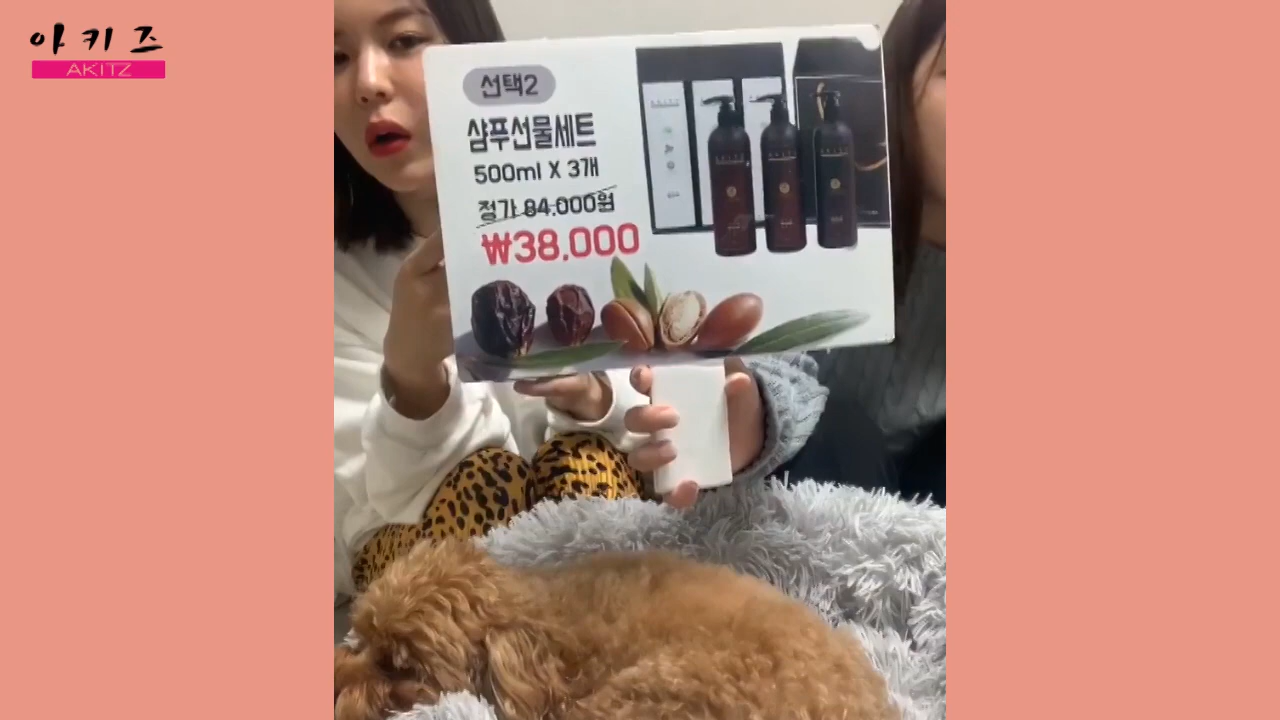 아키즈
AKITZ
선택2
샴푸선물세트
500ml X 3개
정가 84.000원
₩38.000